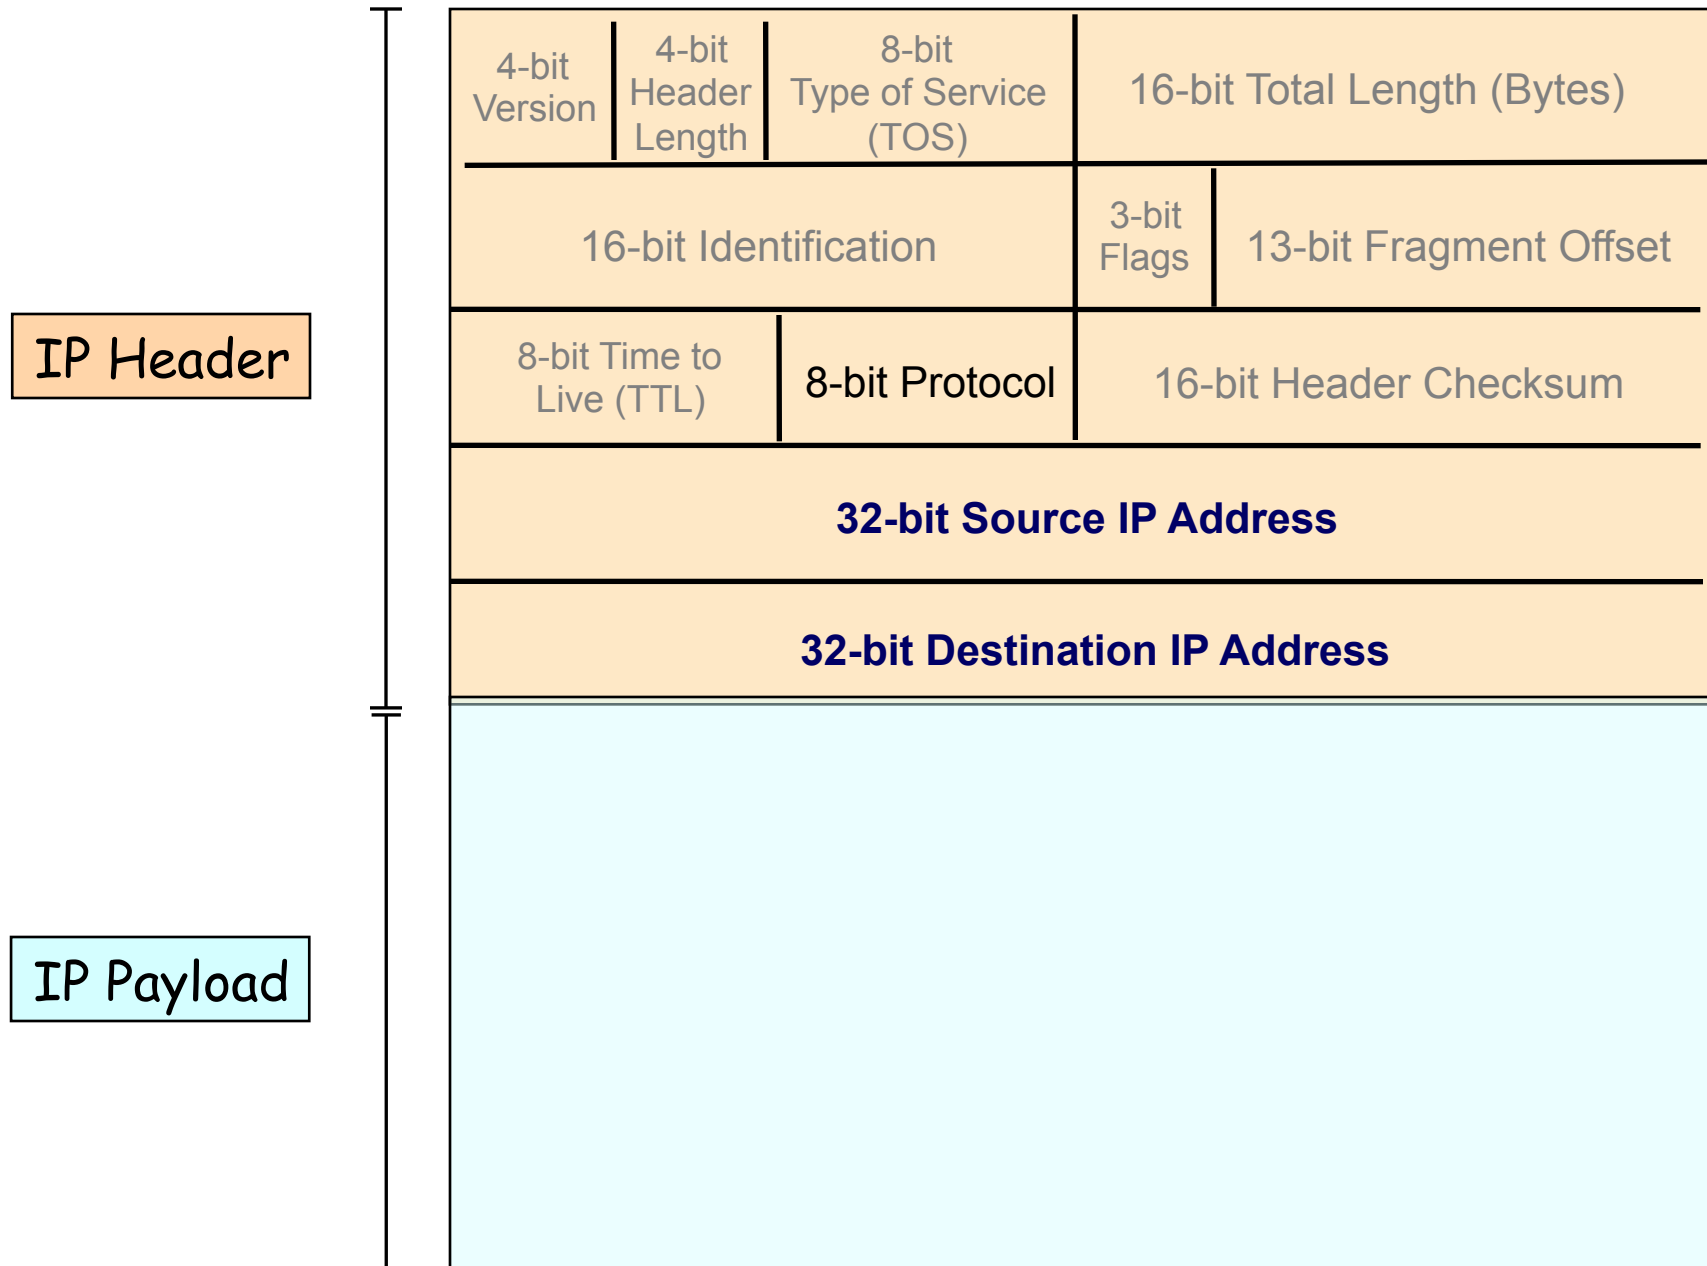 4-bit
Version
4-bit
Header
Length
8-bit
Type of Service
(TOS)
16-bit Total Length (Bytes)
16-bit Identification
3-bit
Flags
13-bit Fragment Offset
IP Header
8-bit Time to
Live (TTL)
8-bit Protocol
16-bit Header Checksum
32-bit Source IP Address
32-bit Destination IP Address
IP Payload